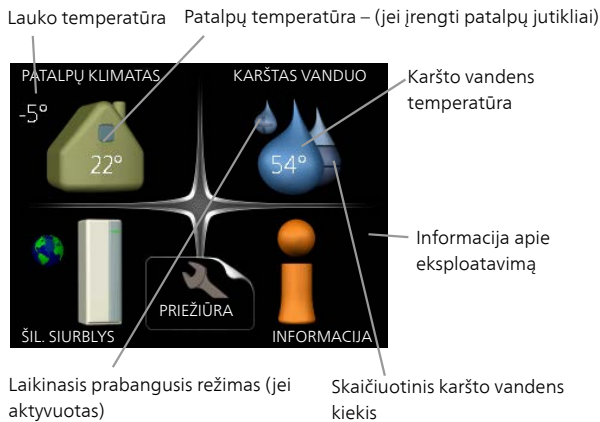 Lauko temperatūra
Patalpų temperatūra – (jei įrengti patalpų jutikliai)
PATALPŲ KLIMATAS
KARŠTAS VANDUO
Karšto vandens
temperatūra
-5°
22°
54°
Informacija apie
eksploatavimą
PRIEŽIŪRA
ŠIL. SIURBLYS
INFORMACIJA
Laikinasis prabangusis režimas (jei
aktyvuotas)
Skaičiuotinis karšto vandens
kiekis